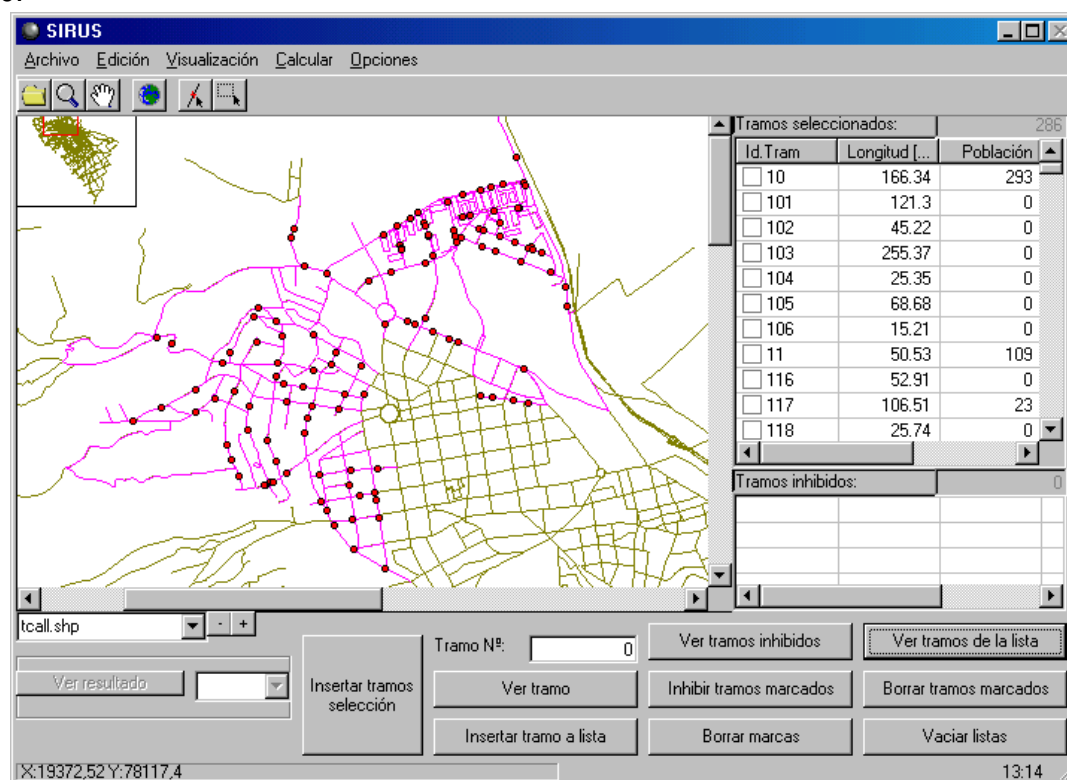 SIRUS
Archivo Edición Visualización Calcular Opciones
Tramos seleccionados: 286
Id.Tram Longitud [... Población
10 166.34 293
101 121.3 0
102 45.22 0
103 255.37 0
104 25.35 0
105 68.68 0
106 15.21 0
11 50.53 109
116 52.91 0
117 106.51 23
118 25.74 0
Tramos inhibidos: 0
tcall.shp - +
Ver resultado
Insertar tramos
selección
Tramo Nº: 0
Ver tramo
Insertar tramo a lista
Ver tramos inhibidos
Inhibir tramos marcados
Borrar marcas
Ver tramos de la lista
Borrar tramos marcados
Vaciar listas
X:19372,52 Y:78117,4 13:14